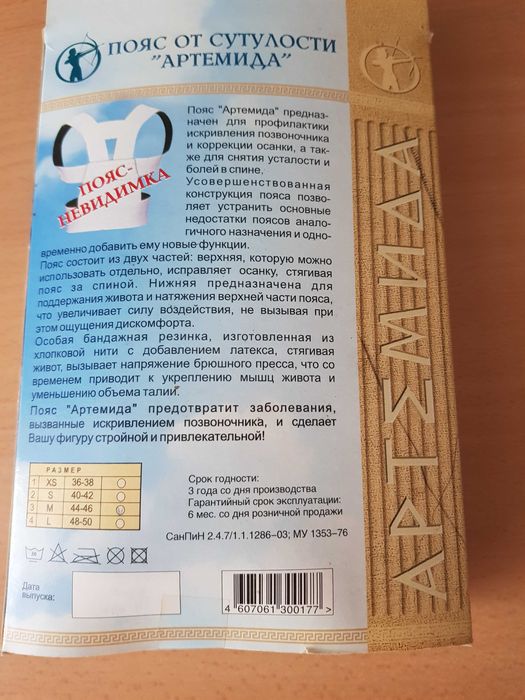 ПОЯС ОТ СУТУЛОСТИ
"АРТЕМИДА"
ПОЯС-
НЕВИДИМКА
Пояс "Артемида" предназ-
начен для профилактики
искривления позвоночника
и коррекции осанки, а так-
же для снятия усталости и
болей в спине.
Усовершенствованная
конструкция пояса позво-
ляет устранить основные
недостатки поясов анало-
гичного назначения и одно-
временно добавить ему новые функции.
Пояс состоит из двух частей: верхняя, которую можно
использовать отдельно, исправляет осанку, стягивая
пояс за спиной. Нижняя предназначена для
поддержания живота и натяжения верхней части пояса,
что увеличивает силу воздействия, не вызывая при
этом ощущения дискомфорта.
Особая бандажная резинка, изготовленная из
хлопковой нити с добавлением латекса, стягивая
живот, вызывает напряжение брюшного пресса, что со
временем приводит к укреплению мышц живота и
уменьшению объема талии.
Пояс "Артемида" предотвратит заболевания,
вызванные искривлением позвоночника, и сделает
Вашу фигуру стройной и привлекательной!
РАЗМЕР
1 XS 36-38
2 S 40-42
3 M 44-46
4 L 48-50
Срок годности:
3 года со дня производства
Гарантийный срок эксплуатации:
6 мес. со дня розничной продажи
СанПиН 2.4.7/1.1.1286–03; МУ 1353–76
Дата
выпуска:
4 607061 300177 >
АРТЕМИДА